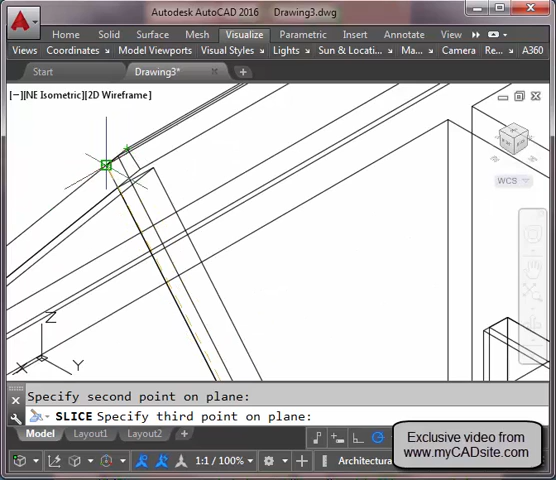 Autodesk AutoCAD 2016 Drawing3.dwg
Home Solid Surface Mesh Visualize Parametric Insert Annotate View
Views Coordinates Model Viewports Visual Styles Lights Sun & Locati... Ma... Camera Re... A360
Start Drawing3*
[−][NE Isometric][2D Wireframe]
WCS
Z
X Y
Specify second point on plane:
SLICE Specify third point on plane:
Model Layout1 Layout2
Exclusive video from
www.myCADsite.com
1:1 / 100% Architectura